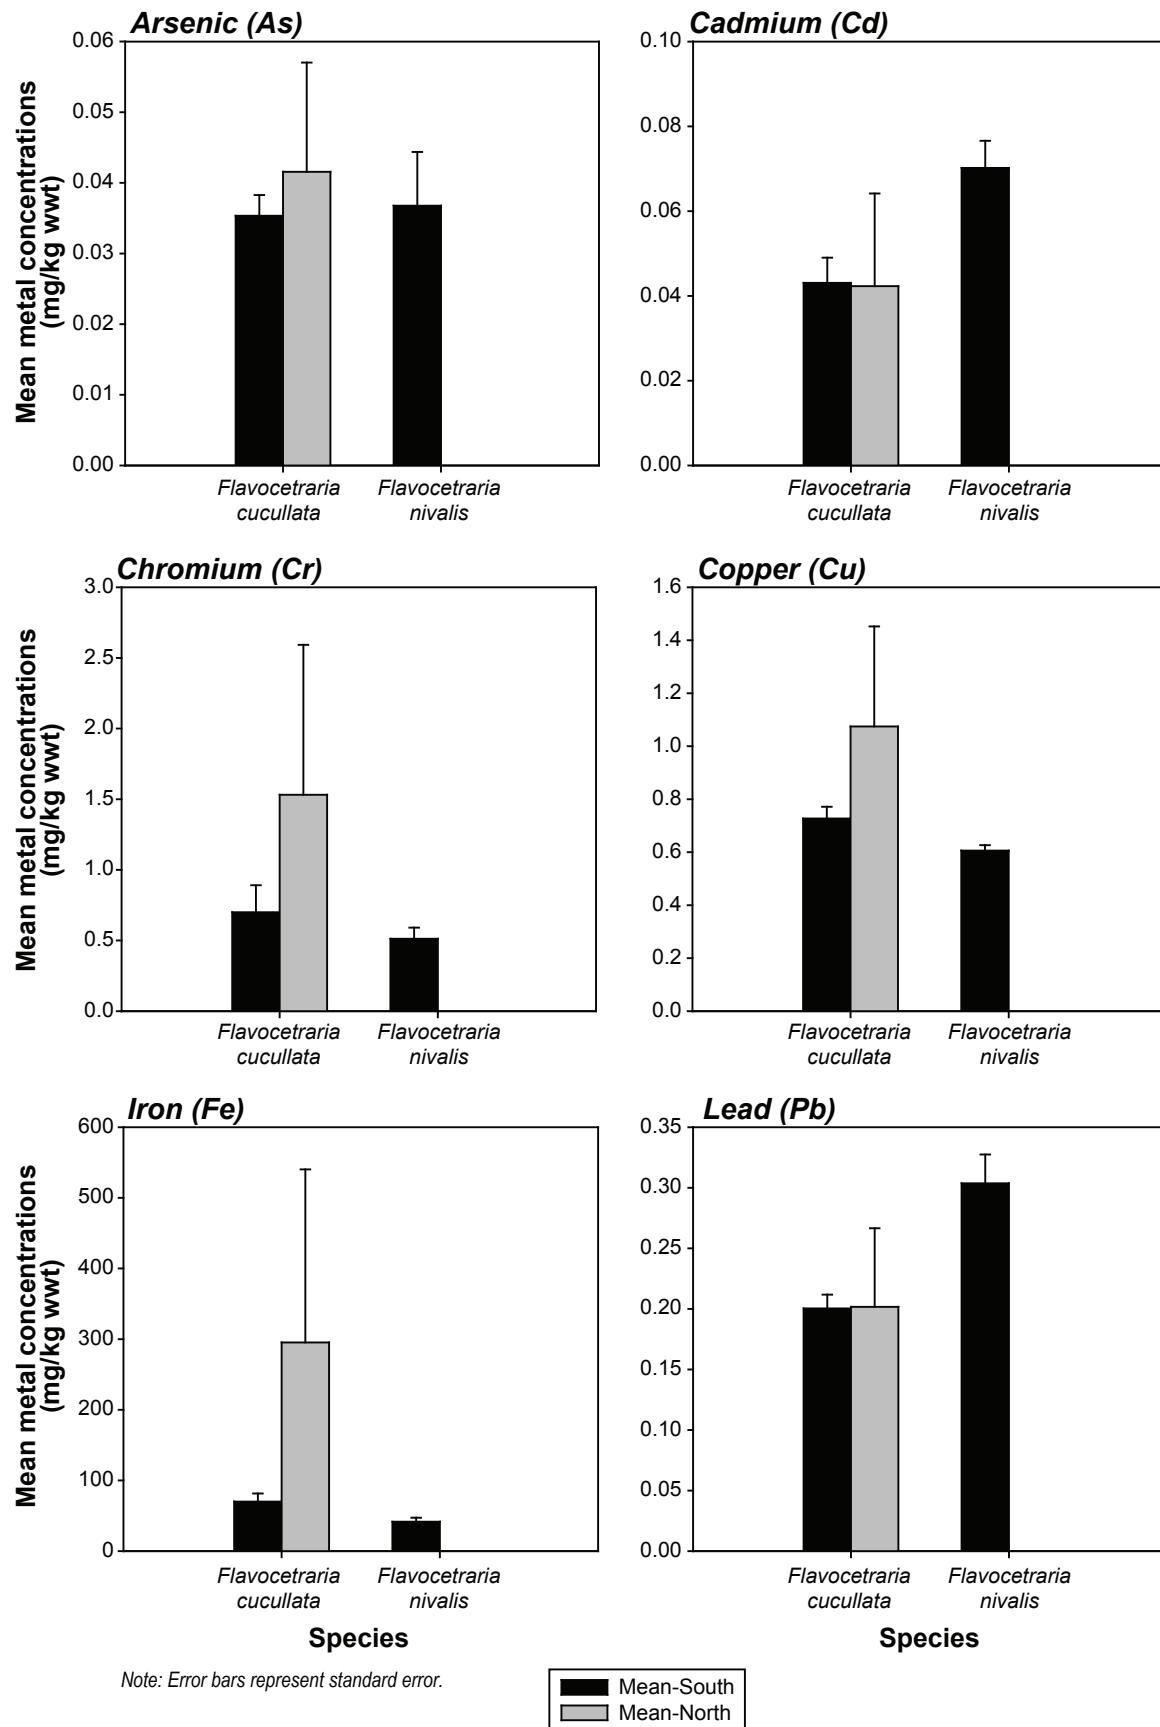 Arsenic (As)
Mean metal concentrations
(mg/kg wwt)
0.06
0.05
0.04
0.03
0.02
0.01
0.00
Flavocetraria
cucullata
Flavocetraria
nivalis
Cadmium (Cd)
0.10
0.08
0.06
0.04
0.02
0.00
Flavocetraria
cucullata
Flavocetraria
nivalis
Chromium (Cr)
Mean metal concentrations
(mg/kg wwt)
3.0
2.5
2.0
1.5
1.0
0.5
0.0
Flavocetraria
cucullata
Flavocetraria
nivalis
Copper (Cu)
1.6
1.4
1.2
1.0
0.8
0.6
0.4
0.2
0.0
Flavocetraria
cucullata
Flavocetraria
nivalis
Iron (Fe)
Mean metal concentrations
(mg/kg wwt)
600
500
400
300
200
100
0
Flavocetraria
cucullata
Flavocetraria
nivalis
Species
Lead (Pb)
0.35
0.30
0.25
0.20
0.15
0.10
0.05
0.00
Flavocetraria
cucullata
Flavocetraria
nivalis
Species
Note: Error bars represent standard error.
Mean-South
Mean-North